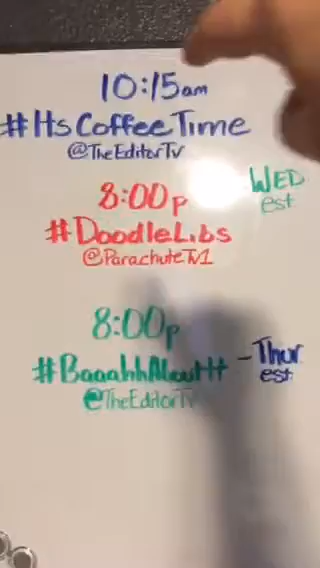 10:15am
#ItsCoffeeTime
@TheEditorTv
WED
est
8:00p
#DoodleLibs
@ParachuteTv1
8:00p
#BaaahhAboutIt
-Thur
est
@TheEditorTv